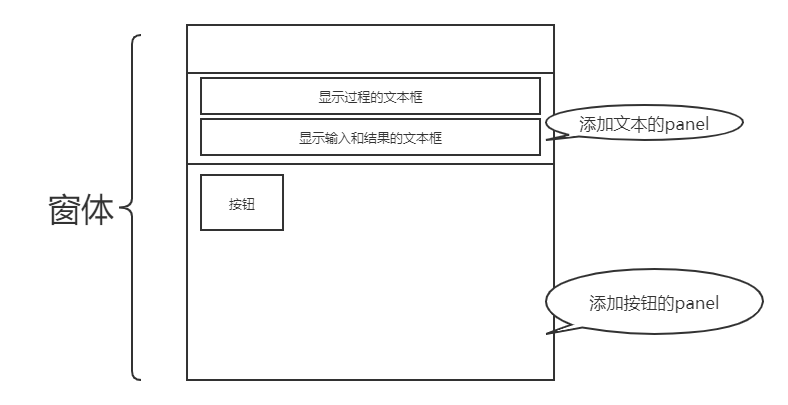 显示过程的文本框
添加文本的panel
显示输入和结果的文本框
窗体
按钮
添加按钮的panel